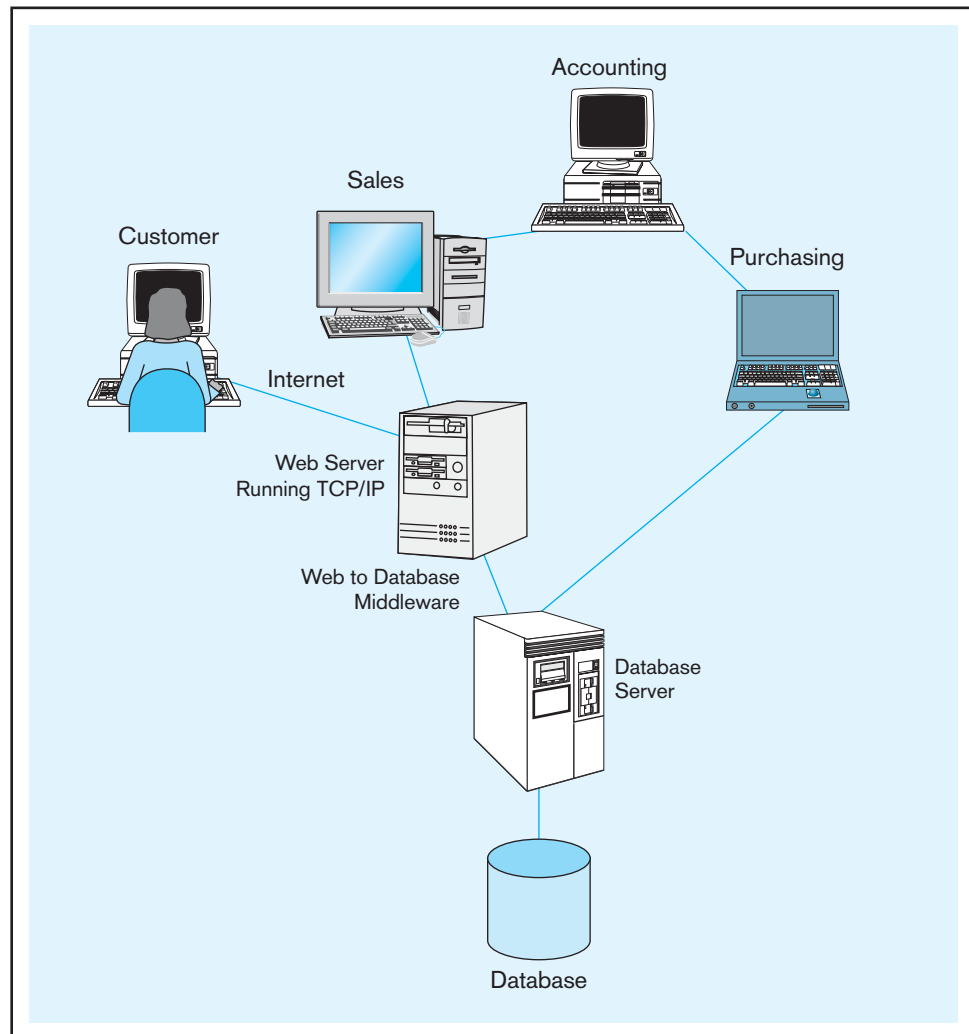 Accounting
Sales
Customer
Purchasing
Internet
Web Server
Running TCP/IP
Web to Database
Middleware
Database
Server
Database